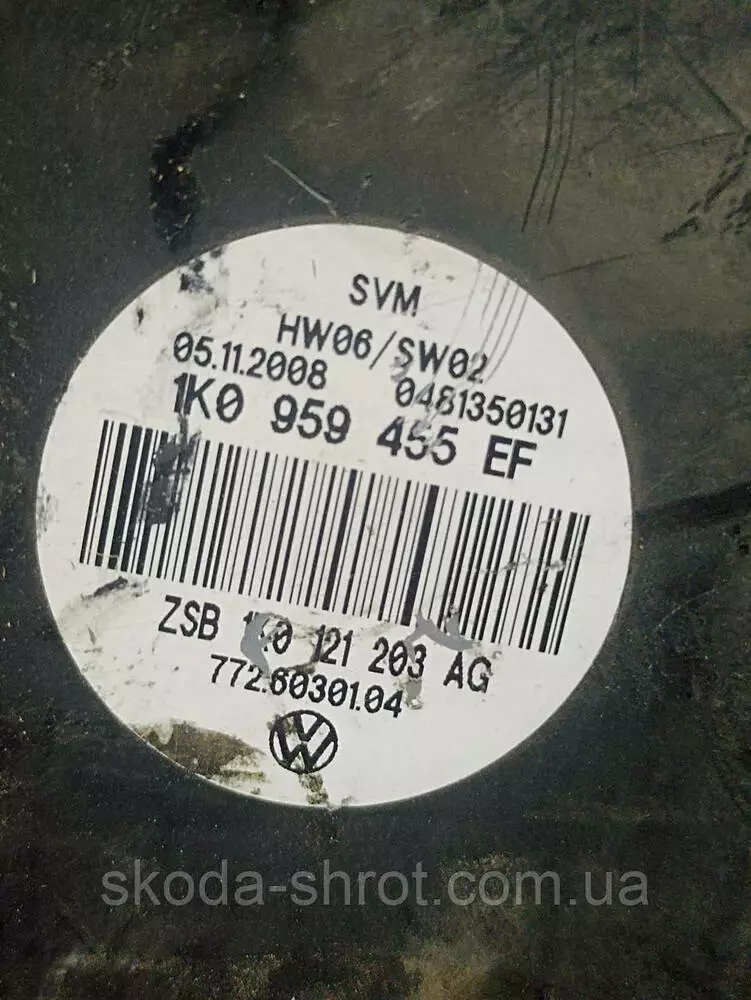 SVM
HW06/SW02
05.11.2008 0481350131
1K0 959 455 EF
ZSB 1K0 121 203 AG
772.60301.04
skoda-shrot.com.ua